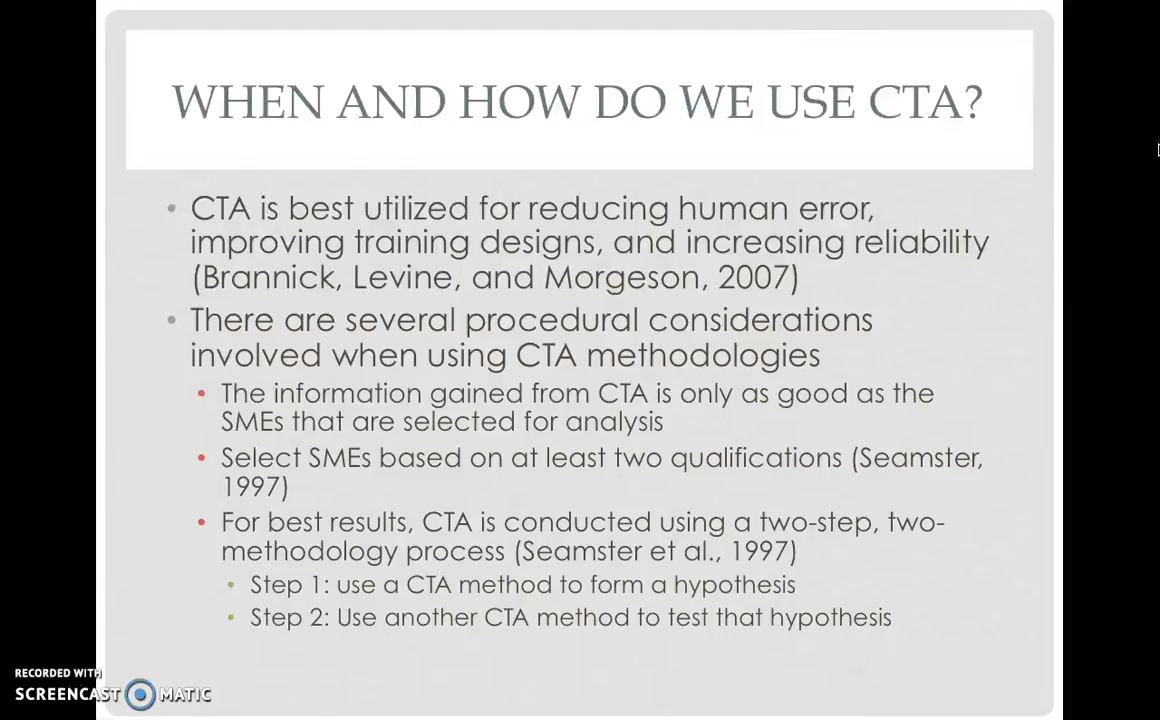 WHEN AND HOW DO WE USE CTA?
• CTA is best utilized for reducing human error,
improving training designs, and increasing reliability
(Brannick, Levine, and Morgeson, 2007)
• There are several procedural considerations
involved when using CTA methodologies
• The information gained from CTA is only as good as the
SMEs that are selected for analysis
• Select SMEs based on at least two qualifications (Seamster,
1997)
• For best results, CTA is conducted using a two-step, two-
methodology process (Seamster et al., 1997)
• Step 1: use a CTA method to form a hypothesis
• Step 2: Use another CTA method to test that hypothesis
RECORDED WITH
SCREENCAST MATIC